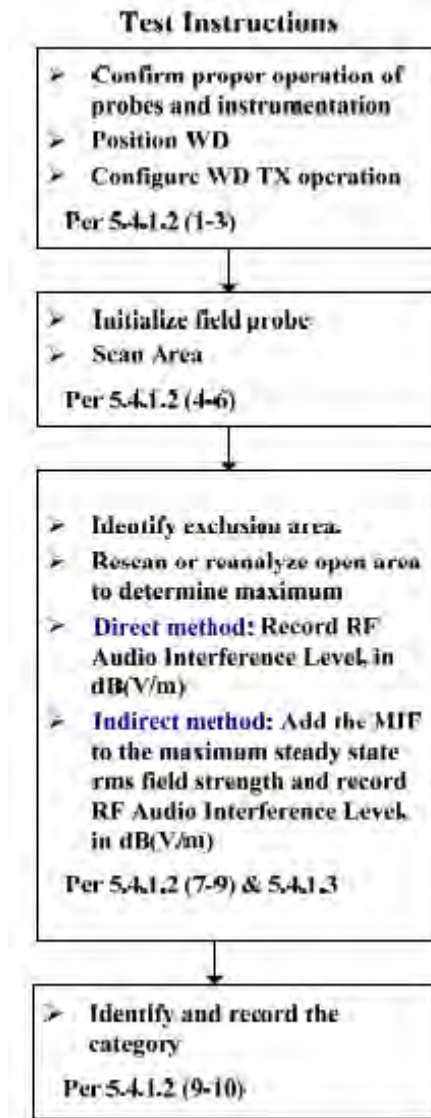 Test Instructions
➢ Confirm proper operation of
probes and instrumentation
➢ Position WD
➢ Configure WD TX operation
Per 5.4.1.2 (1-3)
➢ Initialize field probe
➢ Scan Area
Per 5.4.1.2 (4-6)
➢ Identify exclusion area.
➢ Rescan or reanalyze open area
to determine maximum
➢ Direct method: Record RF
Audio Interference Level, in
dB(V/m)
➢ Indirect method: Add the MIF
to the maximum steady state
rms field strength and record
RF Audio Interference Level,
in dB(V/m)
Per 5.4.1.2 (7-9) & 5.4.1.3
➢ Identify and record the
category
Per 5.4.1.2 (9-10)